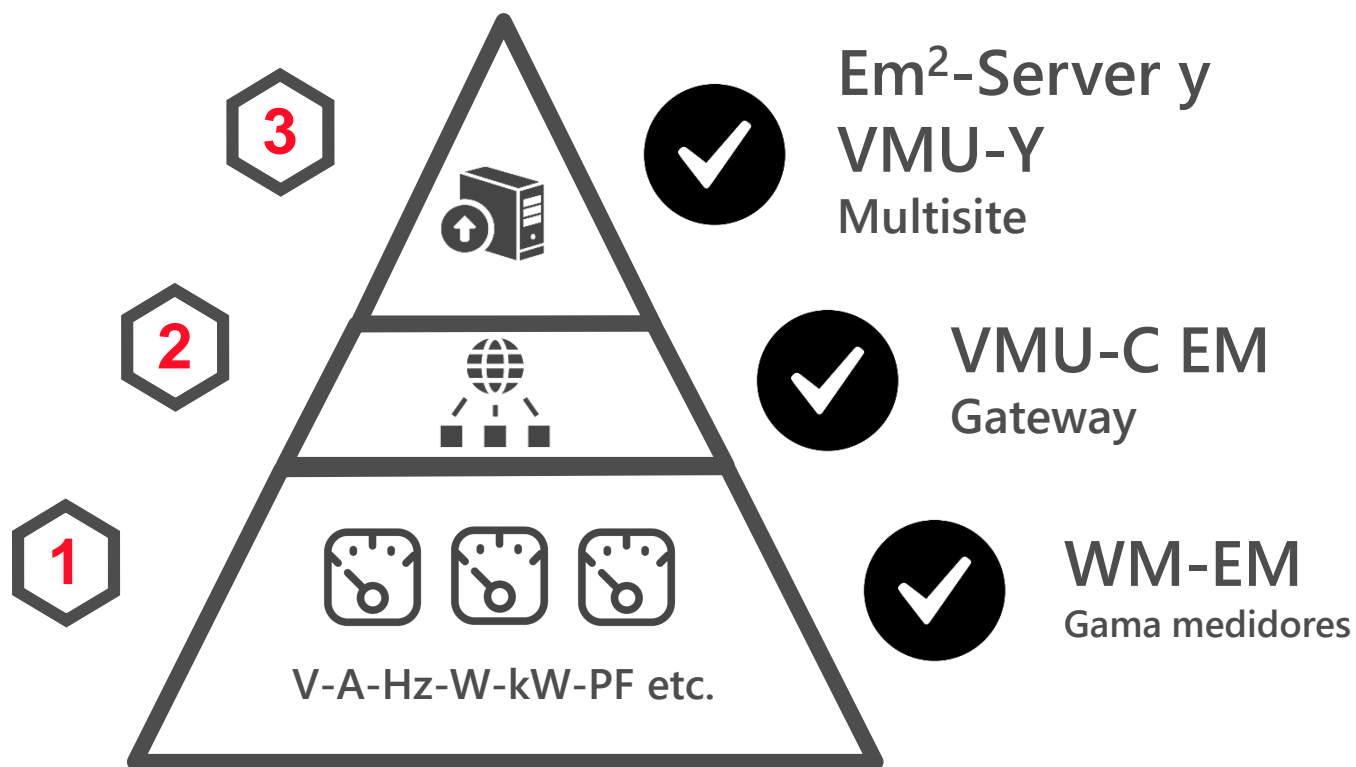 3
Em²-Server y
VMU-Y
Multisite
2
VMU-C EM
Gateway
1
WM-EM
Gama medidores
V-A-Hz-W-kW-PF etc.